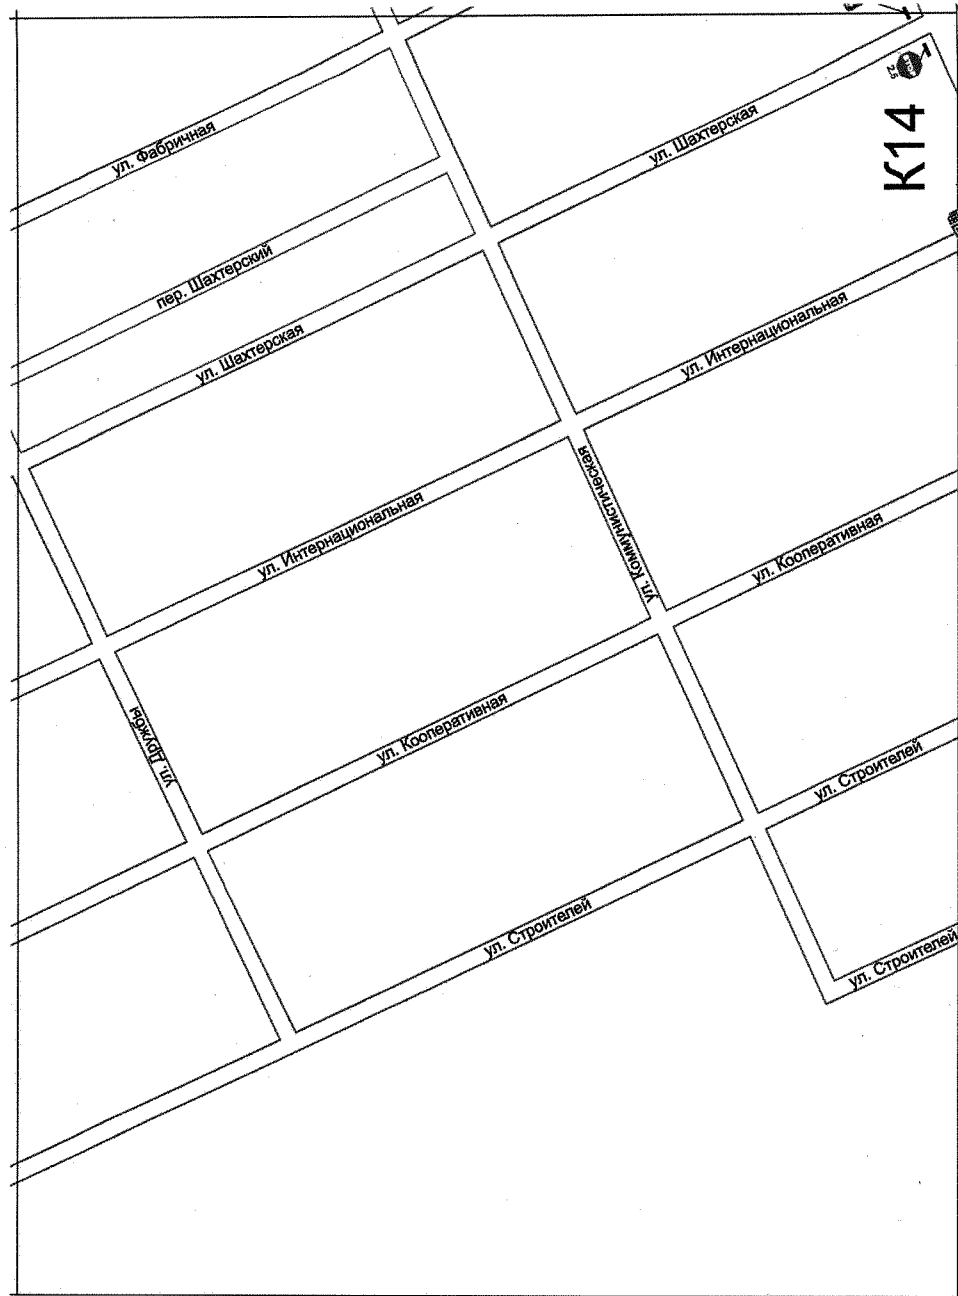 ул. Фабричная
ул. Шахтерская
2.5
К14
пер. Шахтерский
ул. Шахтерская
ул. Интернациональная
ул. Интернациональная
ул. Коммунистическая
ул. Кооперативная
ул. Дружбы
ул. Кооперативная
ул. Строителей
ул. Строителей
ул. Строителей